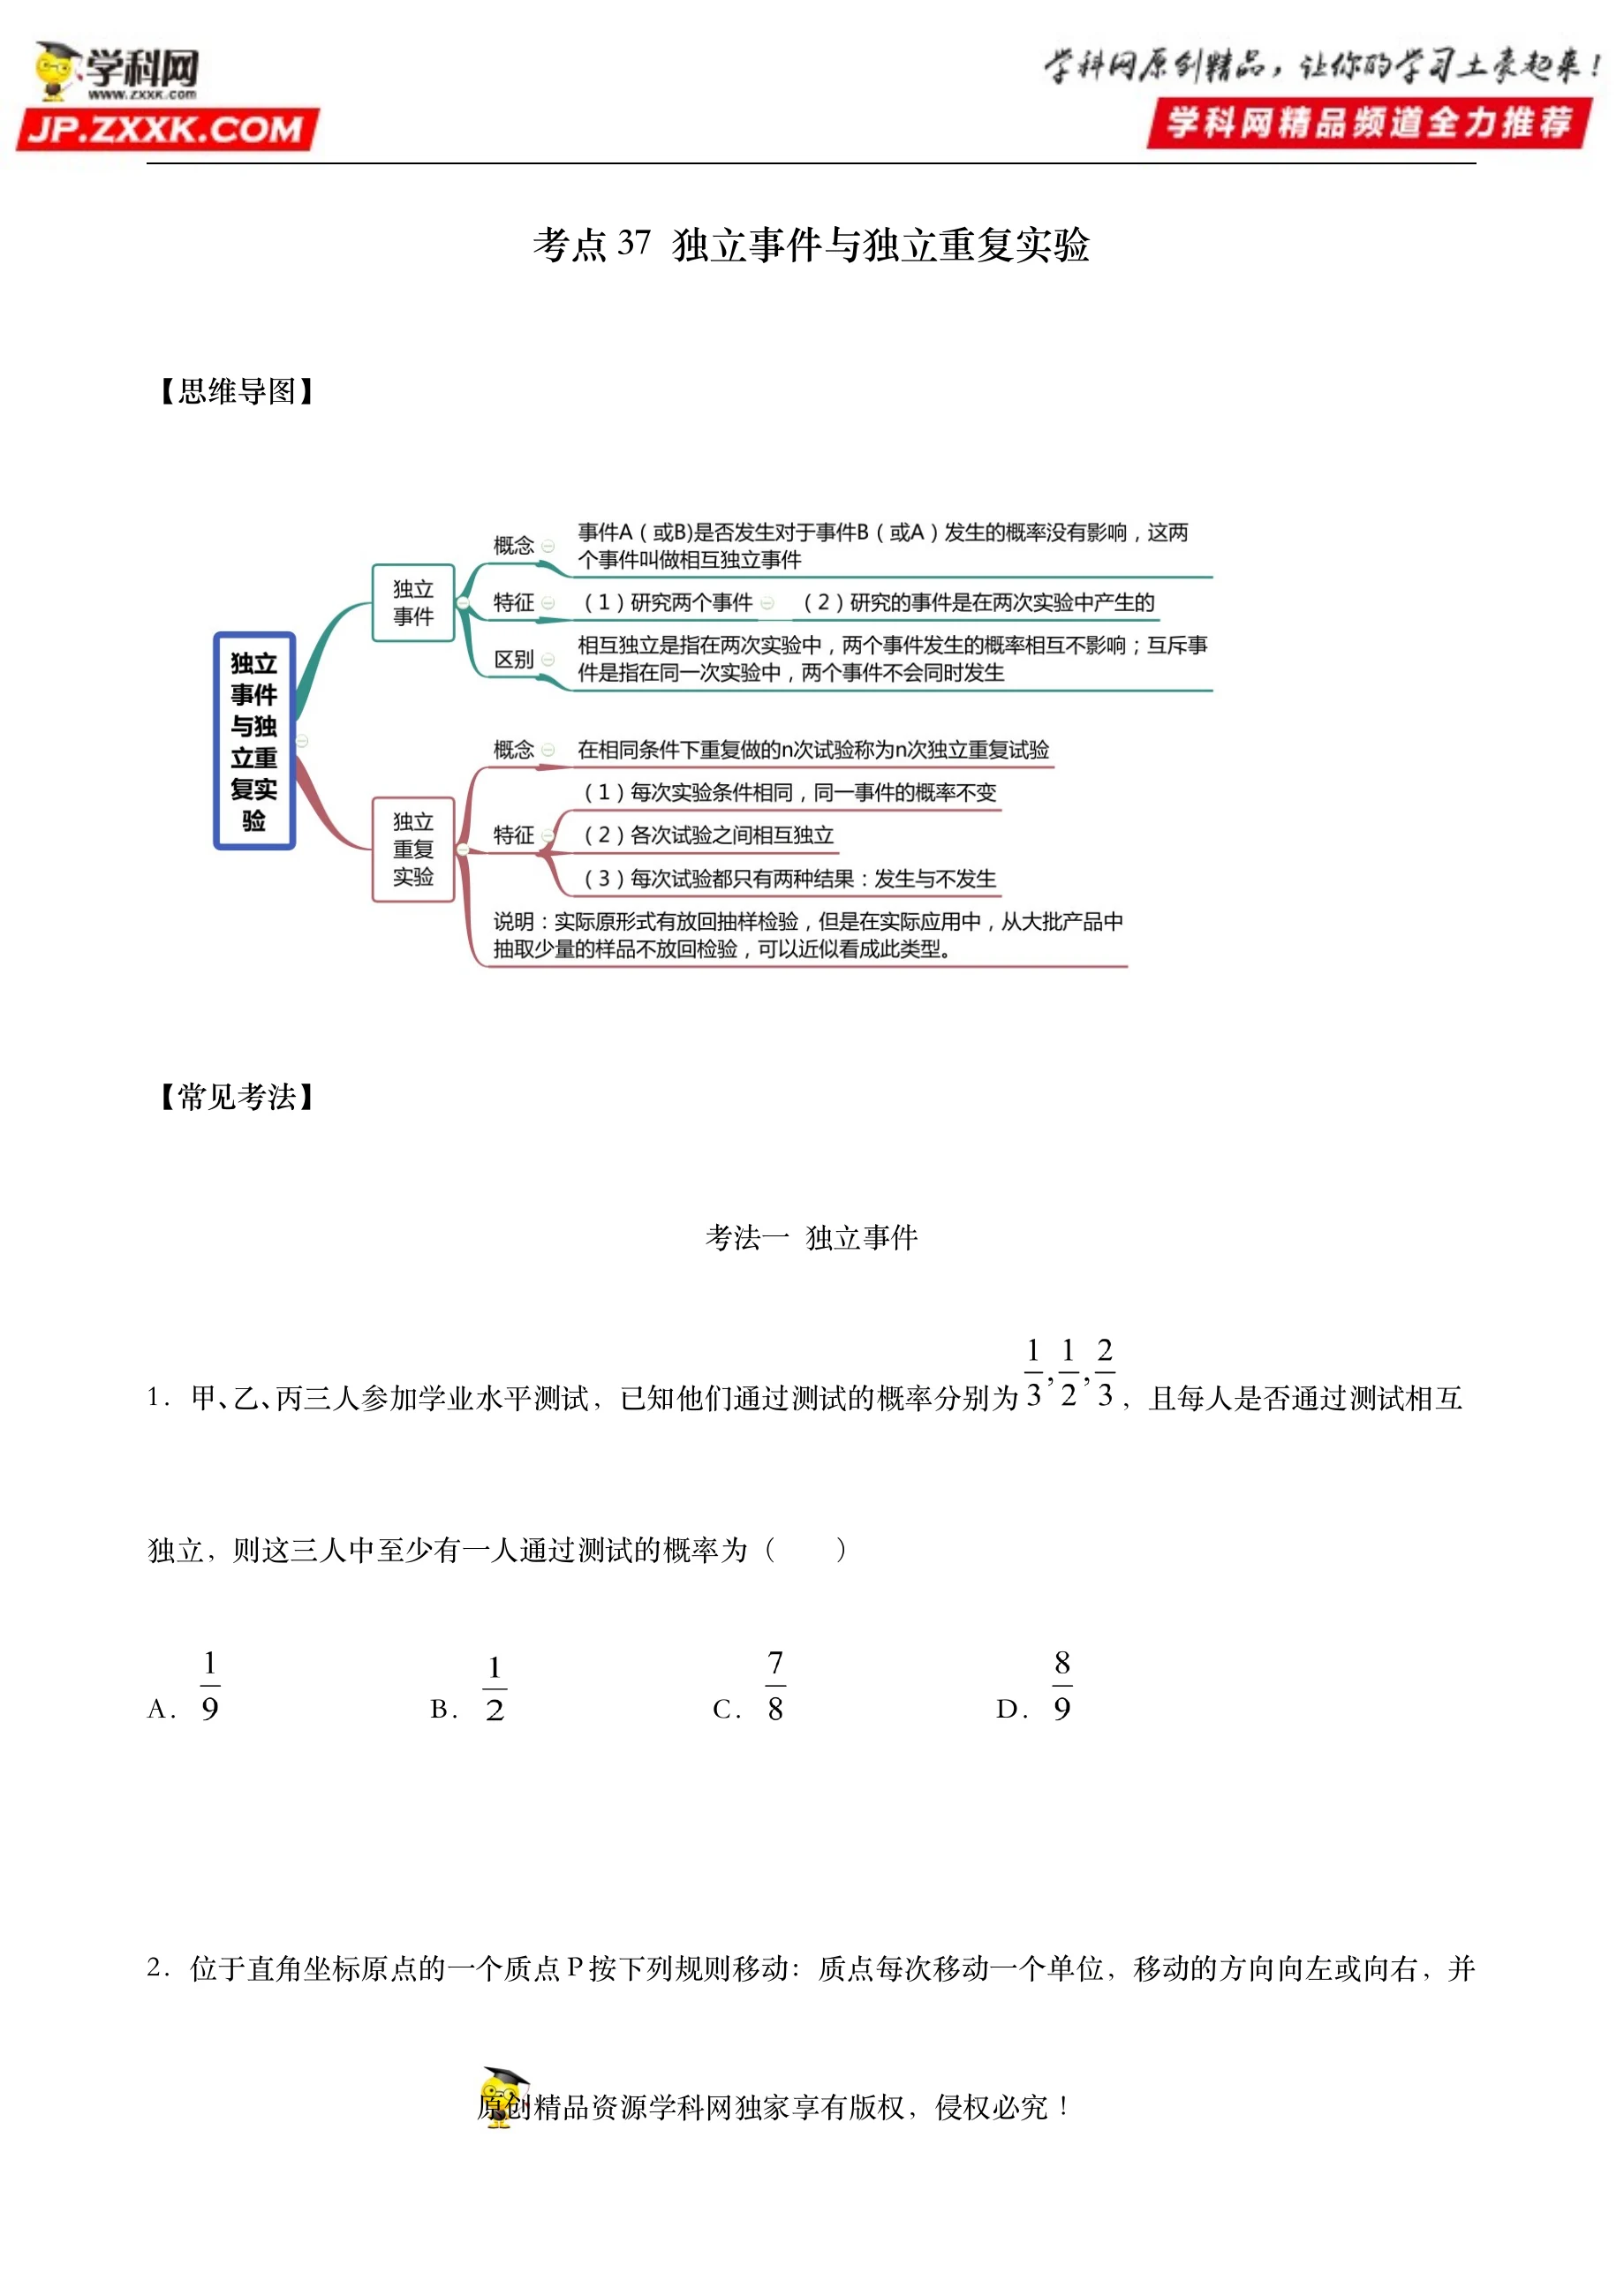 学科网
www.zxxk.com
JP.ZXXK.COM
学科网原创精品，让你的学习土豪起来！
学科网精品频道全力推荐
考点 37 独立事件与独立重复实验
【思维导图】
独立
事件
与独
立重
复实
验
独立
事件
概念
事件A（或B)是否发生对于事件B（或A）发生的概率没有影响，这两
个事件叫做相互独立事件
特征 （1）研究两个事件 （2）研究的事件是在两次实验中产生的
区别
相互独立是指在两次实验中，两个事件发生的概率相互不影响；互斥事
件是指在同一次实验中，两个事件不会同时发生
独立
重复
实验
概念 在相同条件下重复做的n次试验称为n次独立重复试验
特征
（1）每次实验条件相同，同一事件的概率不变
（2）各次试验之间相互独立
（3）每次试验都只有两种结果：发生与不发生
说明：实际原形式有放回抽样检验，但是在实际应用中，从大批产品中
抽取少量的样品不放回检验，可以近似看成此类型。
【常见考法】
考法一 独立事件
1．甲、乙、丙三人参加学业水平测试，已知他们通过测试的概率分别为 1/3, 1/2, 2/3，且每人是否通过测试相互
独立，则这三人中至少有一人通过测试的概率为（ ）
A． 1/9 B． 1/2 C． 7/8 D． 8/9
2．位于直角坐标原点的一个质点 P 按下列规则移动：质点每次移动一个单位，移动的方向向左或向右，并
原创精品资源学科网独家享有版权，侵权必究！